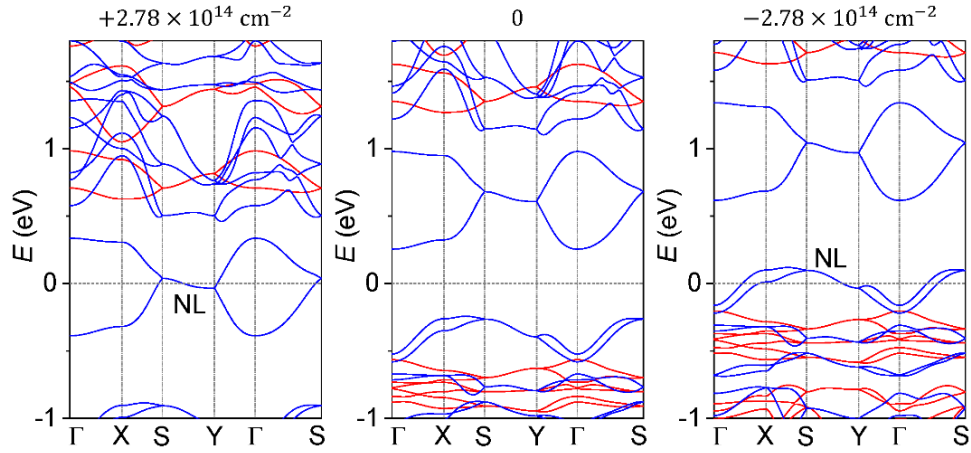 +2.78 × 10¹⁴ cm⁻²
0
−2.78 × 10¹⁴ cm⁻²
E (eV)
1
0
-1
NL
Γ X S Y Γ S
E (eV)
1
0
-1
Γ X S Y Γ S
E (eV)
1
0
-1
NL
Γ X S Y Γ S